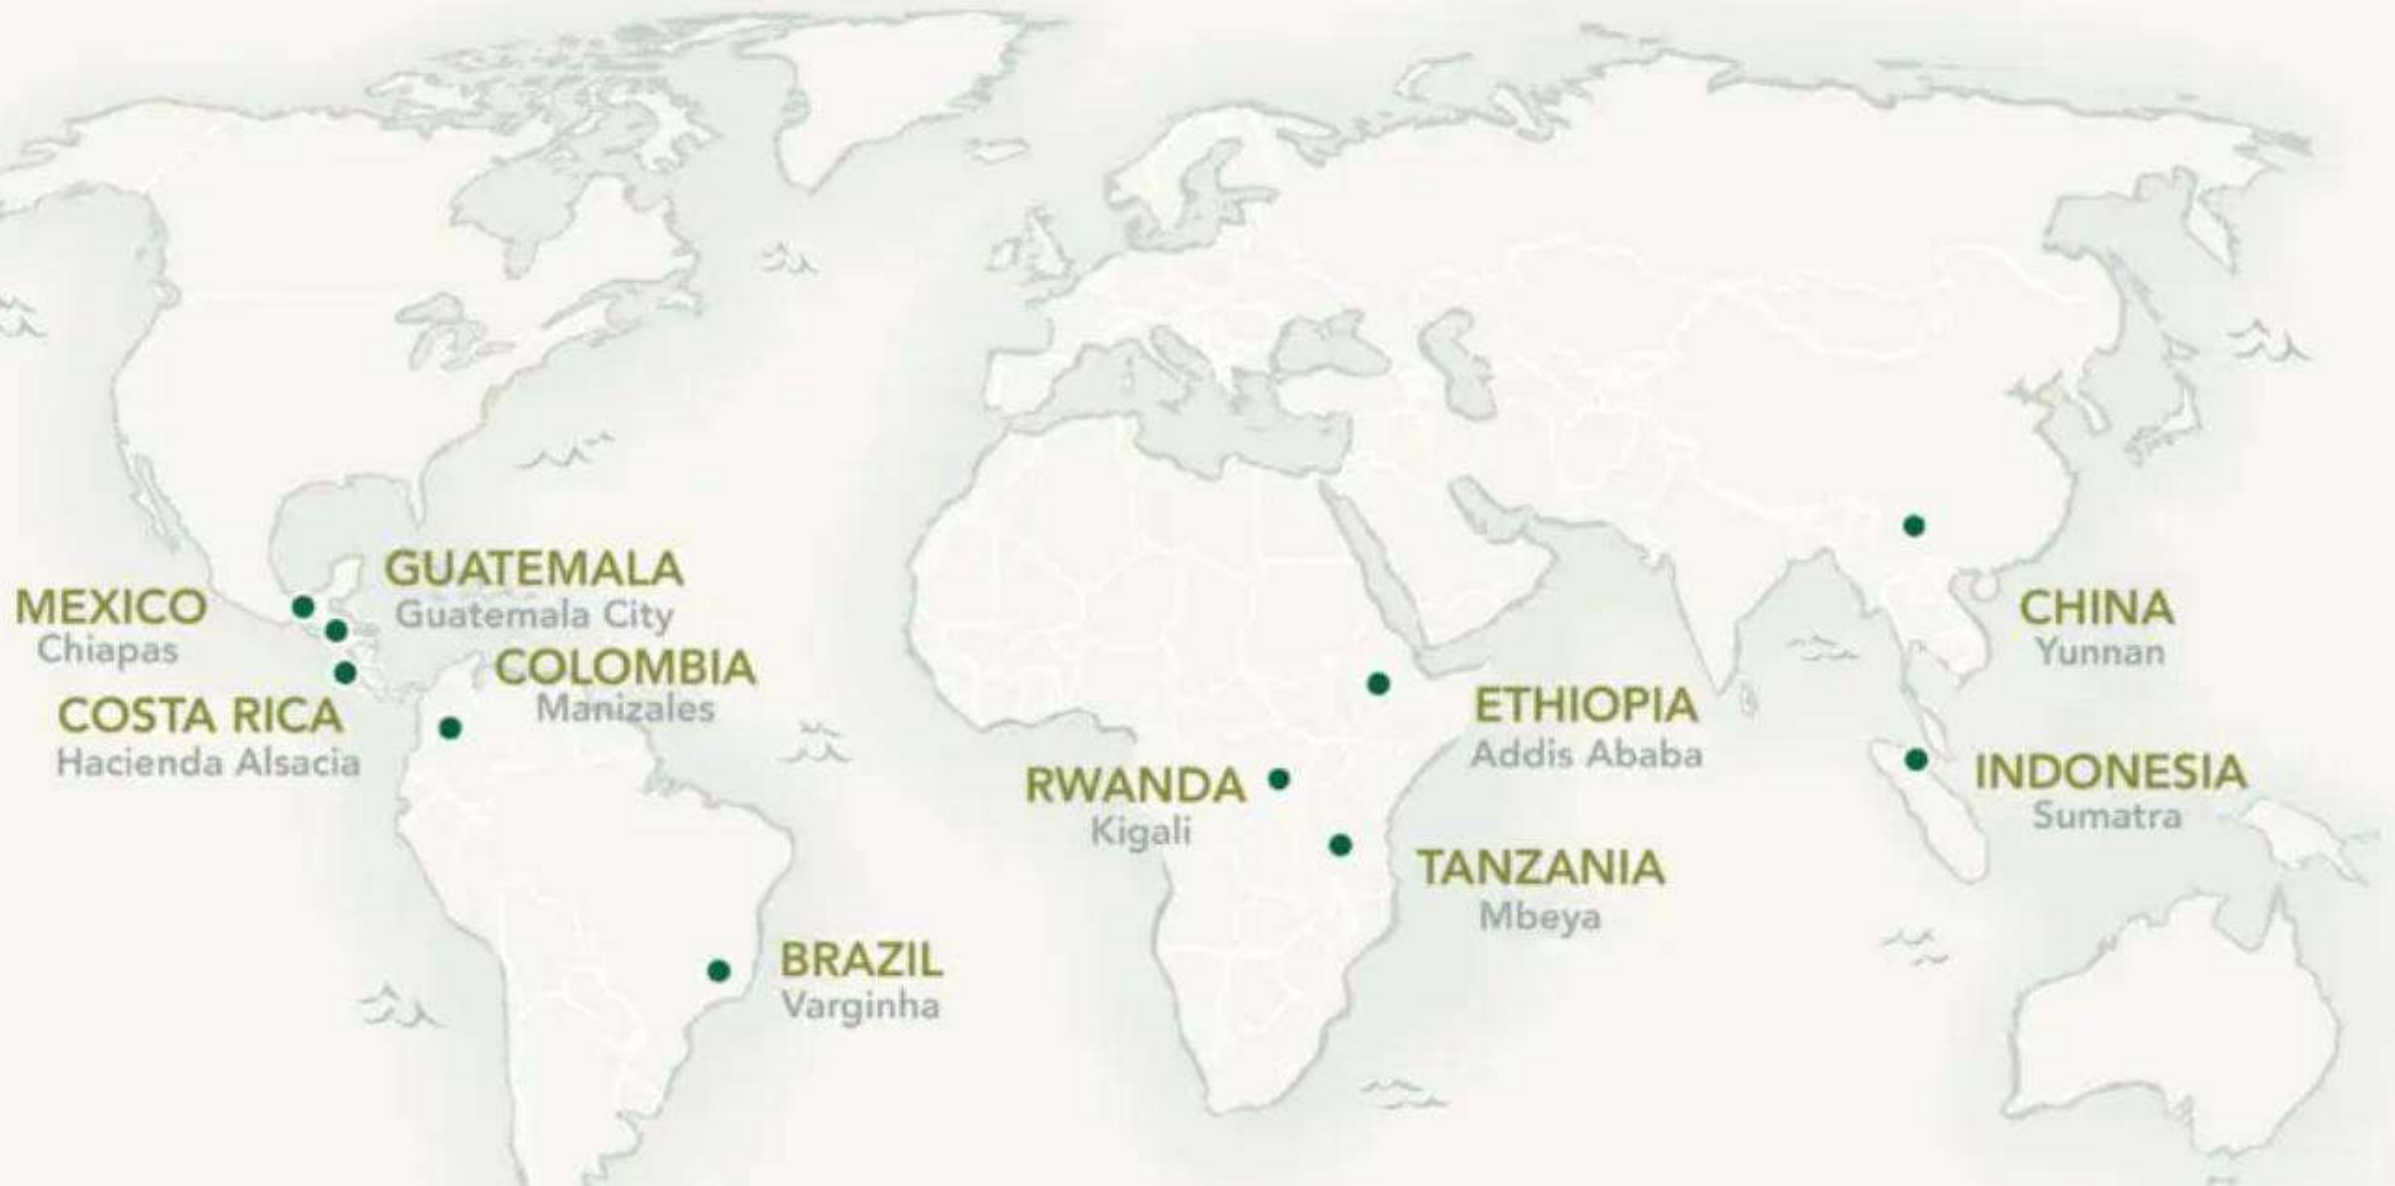 GUATEMALA
Guatemala City
MEXICO
Chiapas
COLOMBIA
Manizales
COSTA RICA
Hacienda Alsacia
BRAZIL
Varginha
RWANDA
Kigali
ETHIOPIA
Addis Ababa
TANZANIA
Mbeya
CHINA
Yunnan
INDONESIA
Sumatra